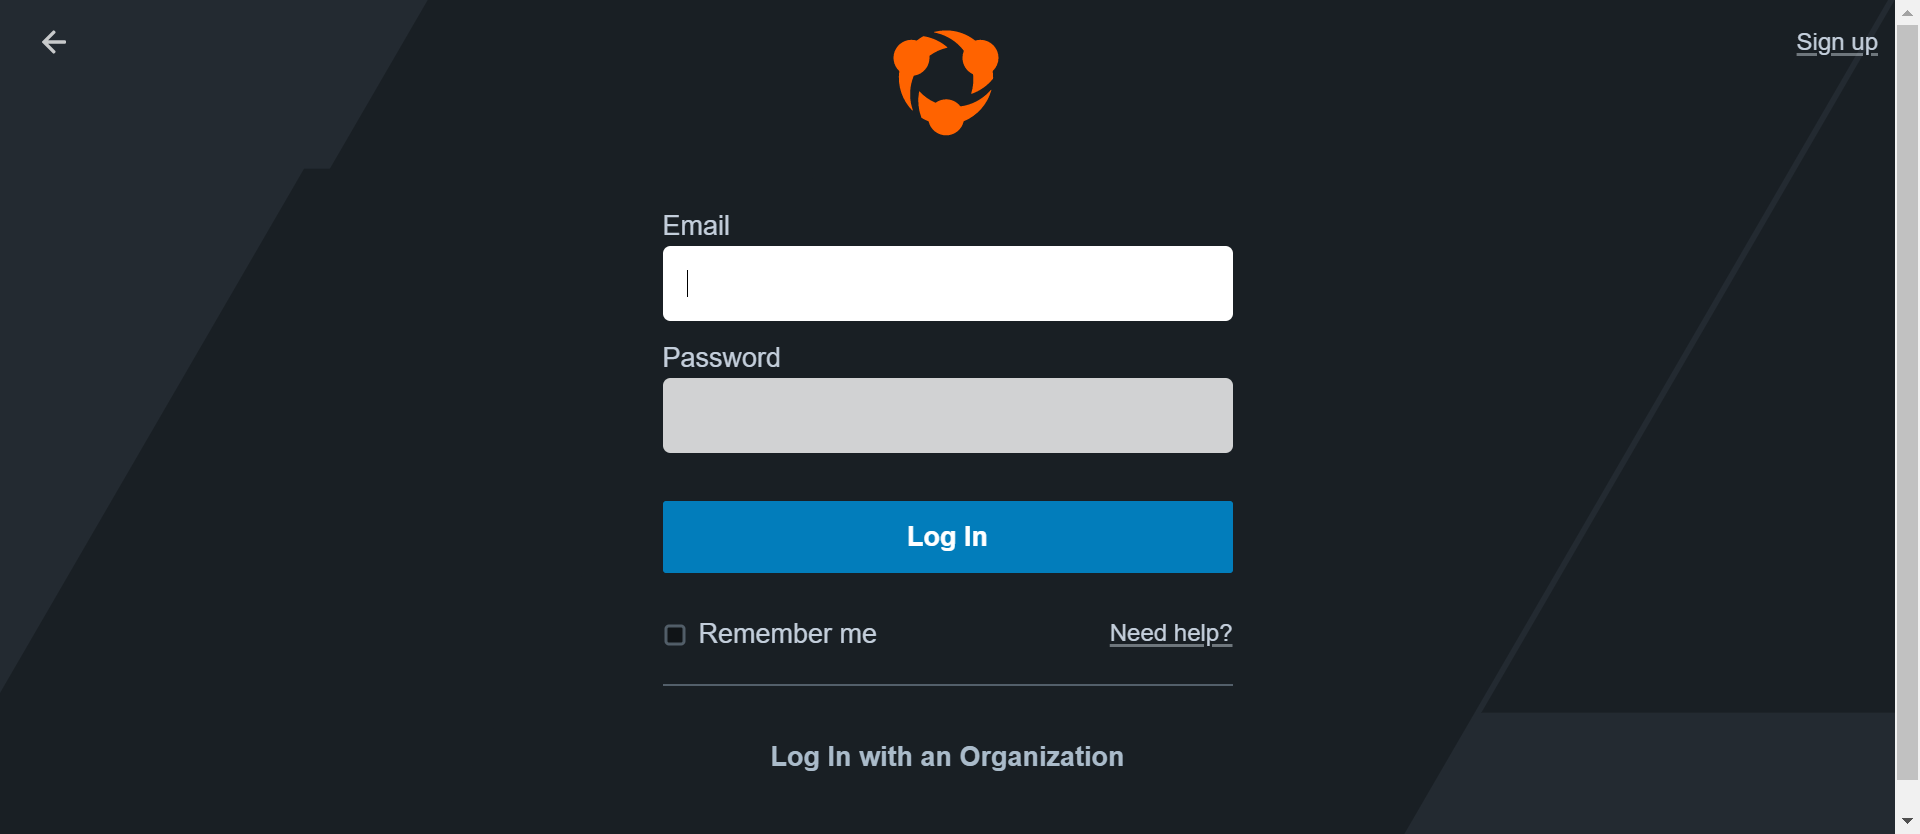 Sign up
Email
Password
Log In
Remember me
Need help?
Log In with an Organization